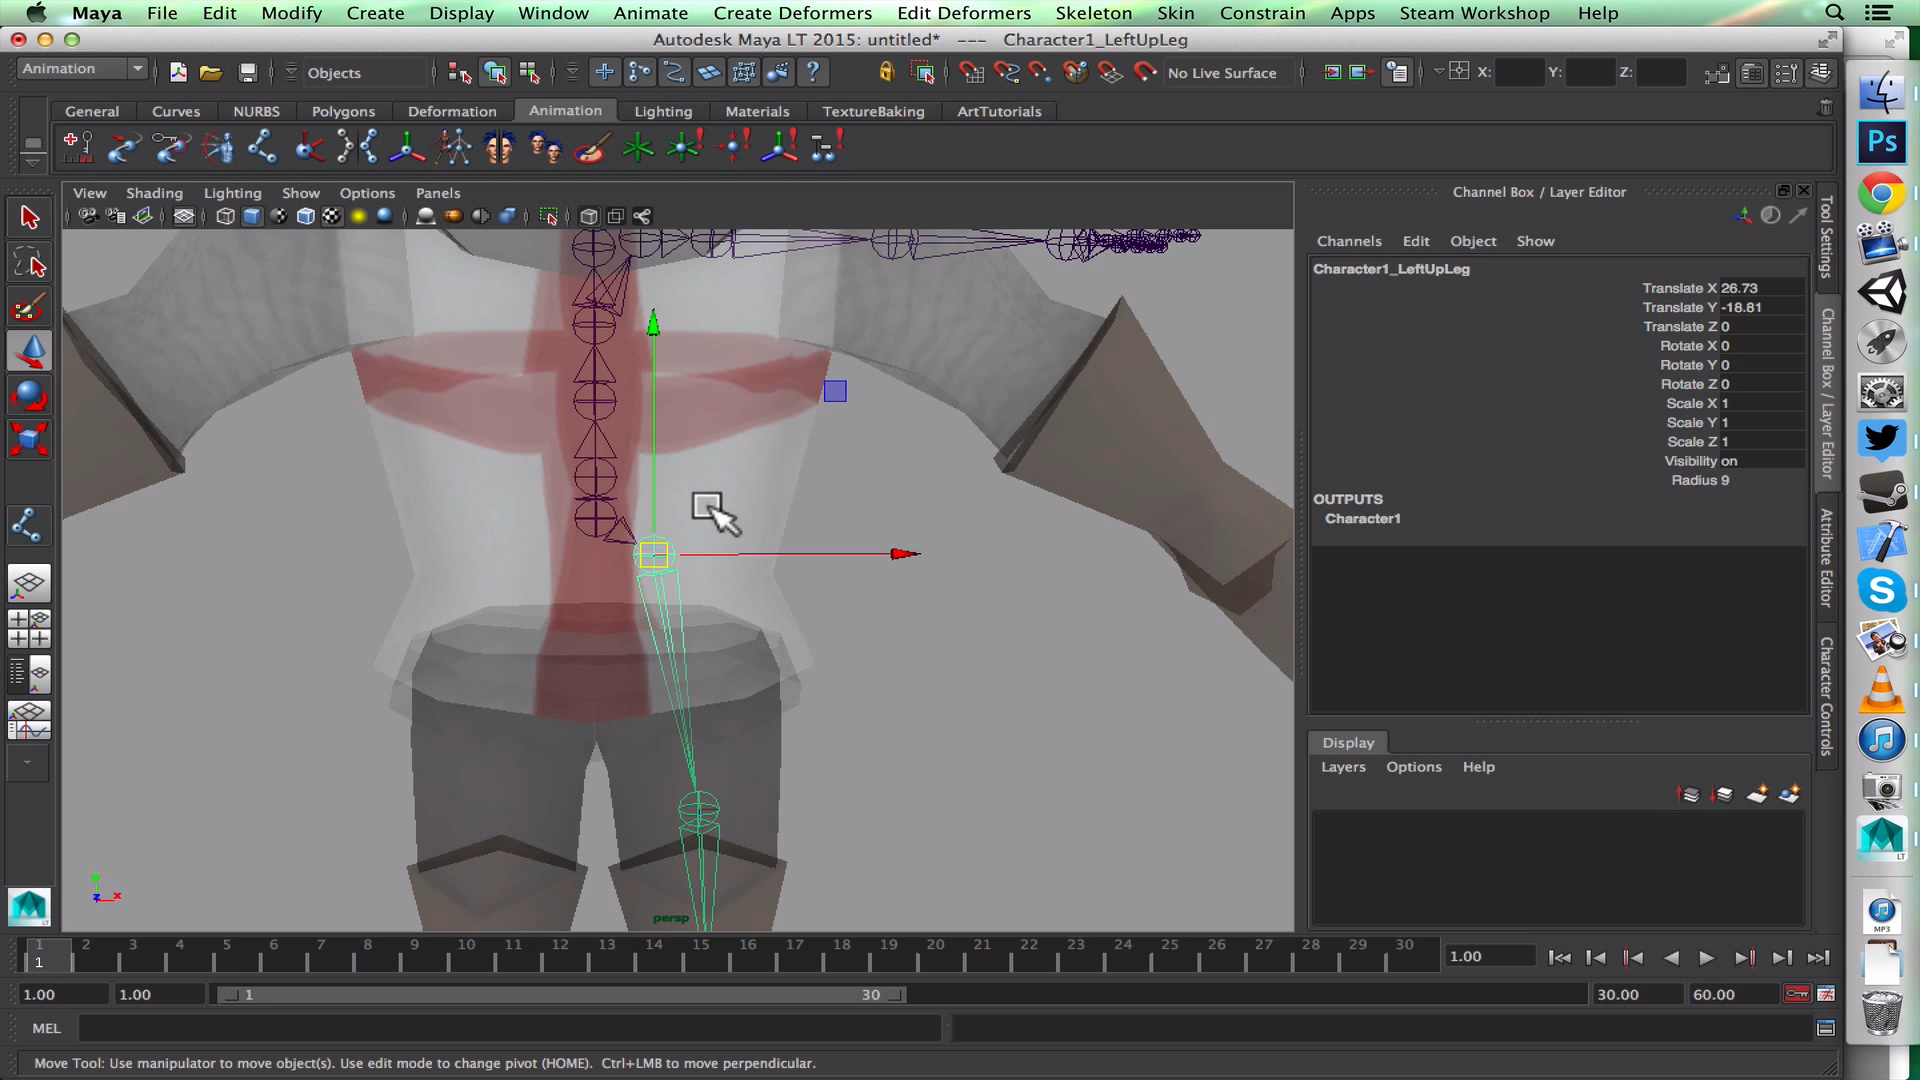 Maya File Edit Modify Create Display Window Animate Create Deformers Edit Deformers Skeleton Skin Constrain Apps Steam Workshop Help
Autodesk Maya LT 2015: untitled* --- Character1_LeftUpLeg
Animation Objects No Live Surface X: Y: Z:
General Curves NURBS Polygons Deformation Animation Lighting Materials TextureBaking ArtTutorials
View Shading Lighting Show Options Panels
Channel Box / Layer Editor
Channels Edit Object Show
Character1_LeftUpLeg
Translate X 26.73
Translate Y -18.81
Translate Z 0
Rotate X 0
Rotate Y 0
Rotate Z 0
Scale X 1
Scale Y 1
Scale Z 1
Visibility on
Radius 9
OUTPUTS
Character1
Display
Layers Options Help
Tool Settings
Channel Box / Layer Editor
Attribute Editor
Character Controls
Ps
LT
MP3
persp
y
x
z
LT
1 2 3 4 5 6 7 8 9 10 11 12 13 14 15 16 17 18 19 20 21 22 23 24 25 26 27 28 29 30
1
1.00
1.00 1.00 1 30 30.00 60.00
MEL
Move Tool: Use manipulator to move object(s). Use edit mode to change pivot (HOME). Ctrl+LMB to move perpendicular.